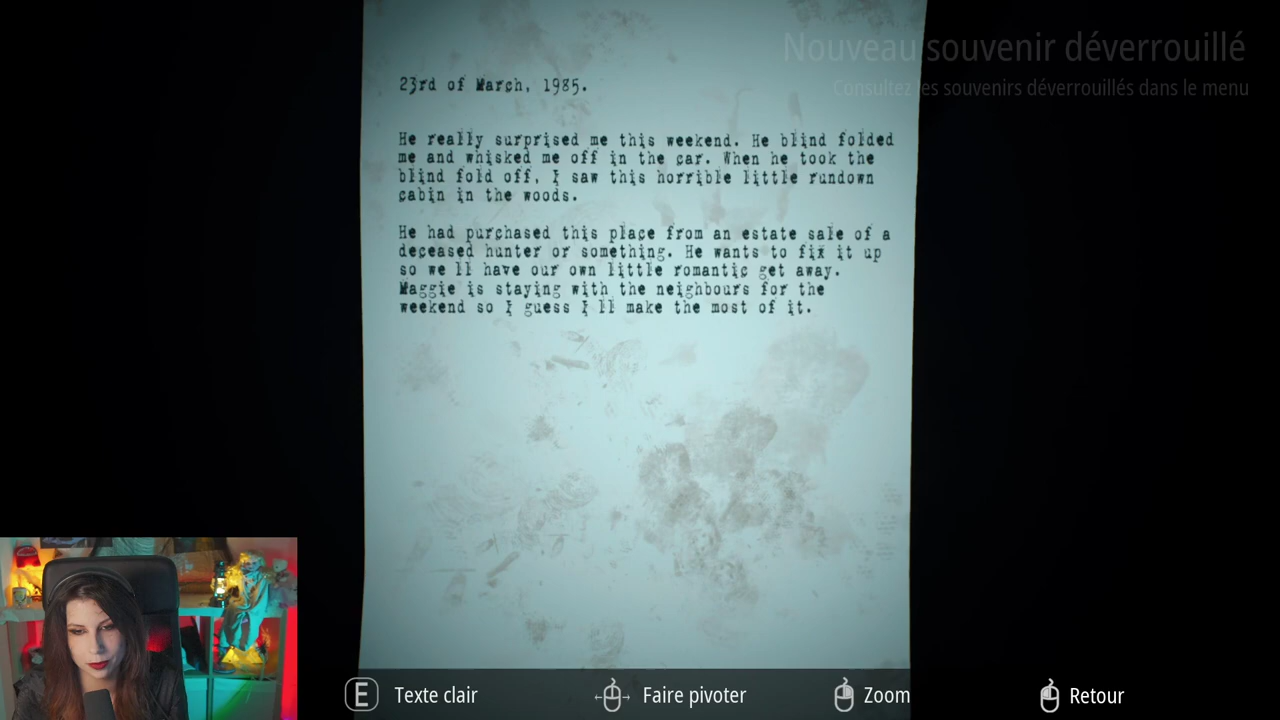 Nouveau souvenir déverrouillé
Consultez les souvenirs déverrouillés dans le menu
23rd of March, 1985.
He really surprised me this weekend. He blind folded
me and whisked me off in the car. When he took the
blind fold off, I saw this horrible little rundown
cabin in the woods.
He had purchased this place from an estate sale of a
deceased hunter or something. He wants to fix it up
so we ll have our own little romantic get away.
Maggie is staying with the neighbours for the
weekend so I guess I ll make the most of it.
E Texte clair
Faire pivoter
Zoom
Retour